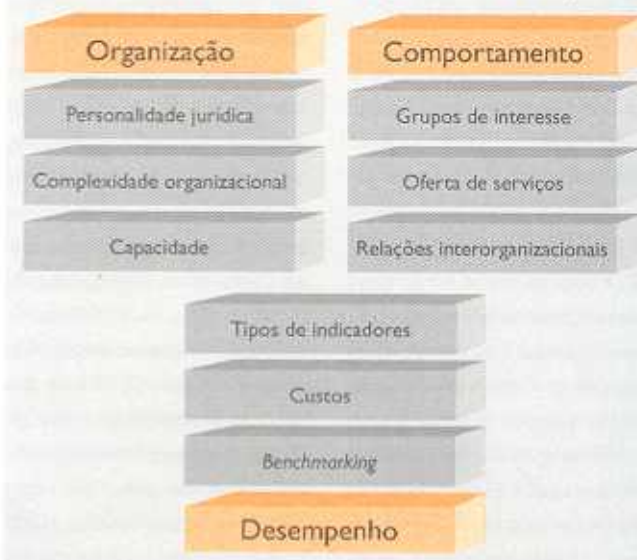 Organização
Comportamento
Personalidade jurídica
Grupos de interesse
Complexidade organizacional
Oferta de serviços
Capacidade
Relações interorganizacionais
Tipos de indicadores
Custos
Benchmarking
Desempenho